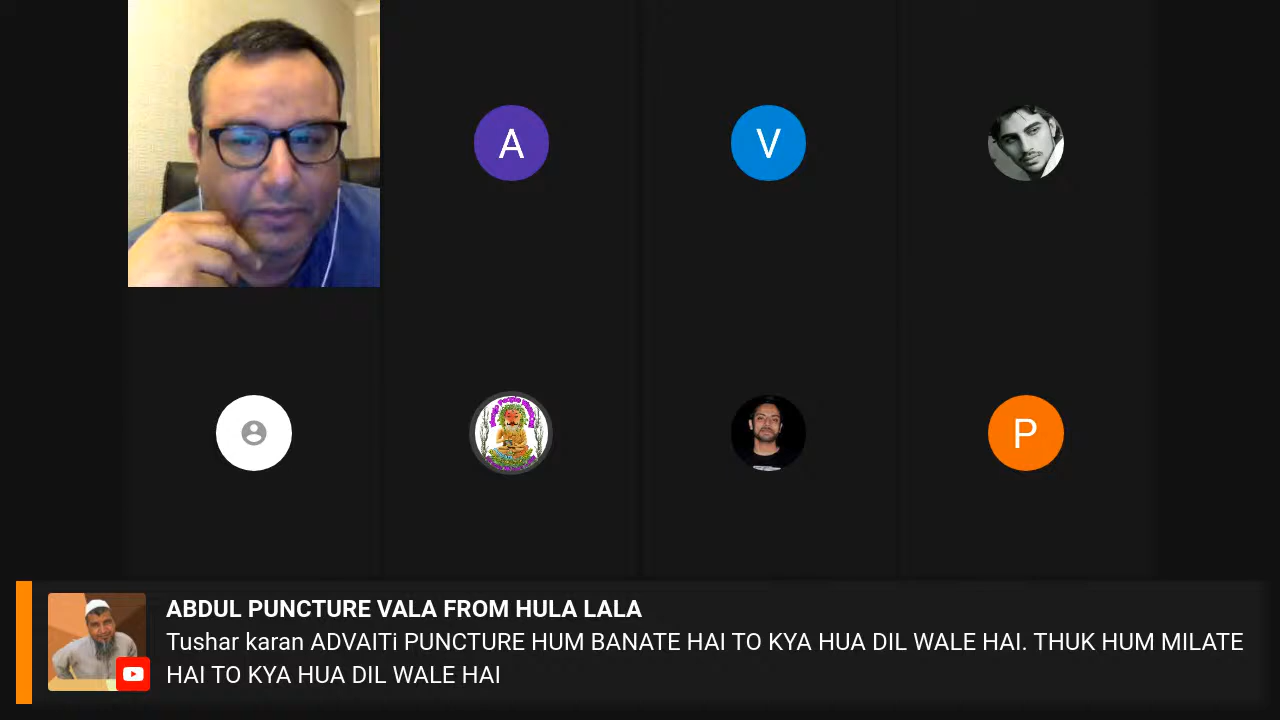 A
V
P
ABDUL PUNCTURE VALA FROM HULA LALA
Tushar karan ADVAITi PUNCTURE HUM BANATE HAI TO KYA HUA DIL WALE HAI. THUK HUM MILATE
HAI TO KYA HUA DIL WALE HAI